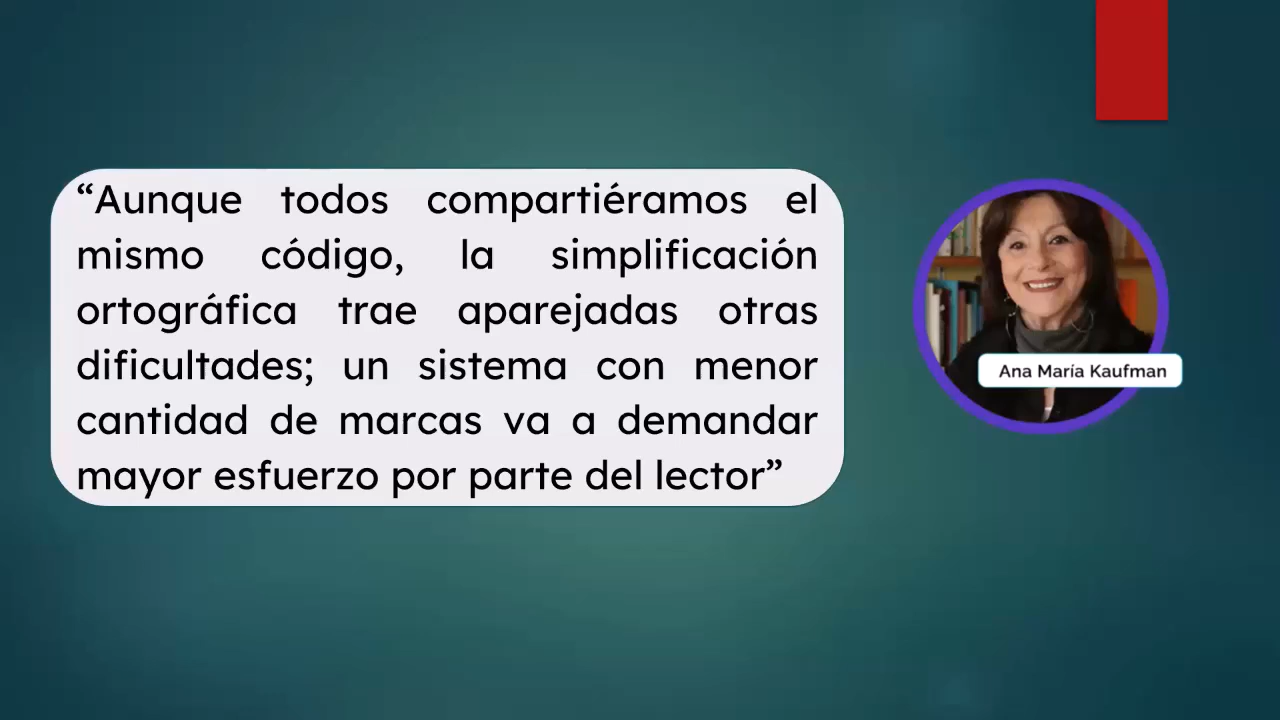 “Aunque todos compartiéramos el
mismo código, la simplificación
ortográfica trae aparejadas otras
dificultades; un sistema con menor
cantidad de marcas va a demandar
mayor esfuerzo por parte del lector”
Ana María Kaufman